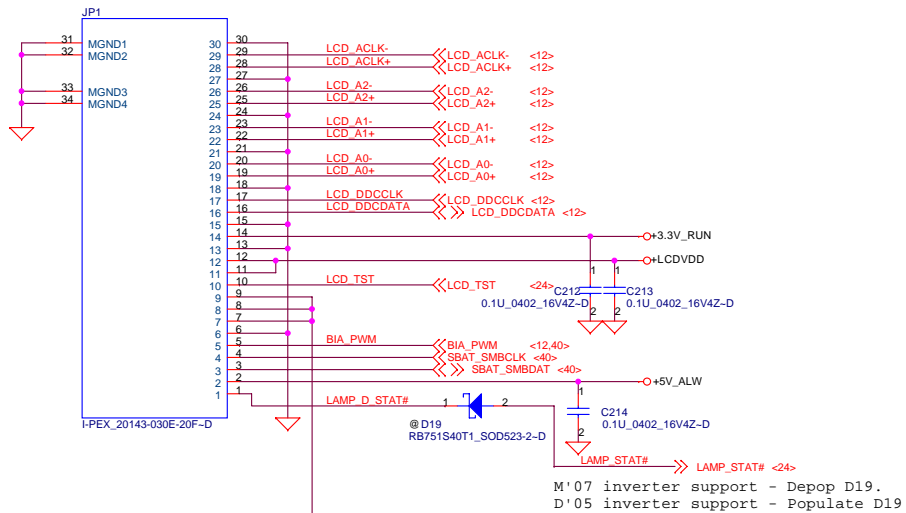 JP1
31 MGND1 30 30
32 MGND2 29 29 LCD_ACLK- LCD_ACLK- <12>
28 28 LCD_ACLK+ LCD_ACLK+ <12>
27 27
33 MGND3 26 26 LCD_A2- LCD_A2- <12>
34 MGND4 25 25 LCD_A2+ LCD_A2+ <12>
24 24
23 23 LCD_A1- LCD_A1- <12>
22 22 LCD_A1+ LCD_A1+ <12>
21 21
20 20 LCD_A0- LCD_A0- <12>
19 19 LCD_A0+ LCD_A0+ <12>
18 18
17 17 LCD_DDCCLK LCD_DDCCLK <12>
16 16 LCD_DDCDATA LCD_DDCDATA <12>
15 15
14 14 +3.3V_RUN
13 13
12 12 +LCDVDD
11 11
10 10 LCD_TST LCD_TST <24>
1 C212 1 C213
0.1U_0402_16V4Z~D 0.1U_0402_16V4Z~D
2 2
9 9
8 8
7 7
6 6
5 5 BIA_PWM BIA_PWM <12,40>
4 4 SBAT_SMBCLK <40>
3 3 SBAT_SMBDAT <40>
2 2 +5V_ALW
1 1 LAMP_D_STAT# 1 2
I-PEX_20143-030E-20F~D
@ D19
RB751S40T1_SOD523-2~D
1 C214
0.1U_0402_16V4Z~D
2
LAMP_STAT# LAMP_STAT# <24>
M'07 inverter support - Depop D19.
D'05 inverter support - Populate D19